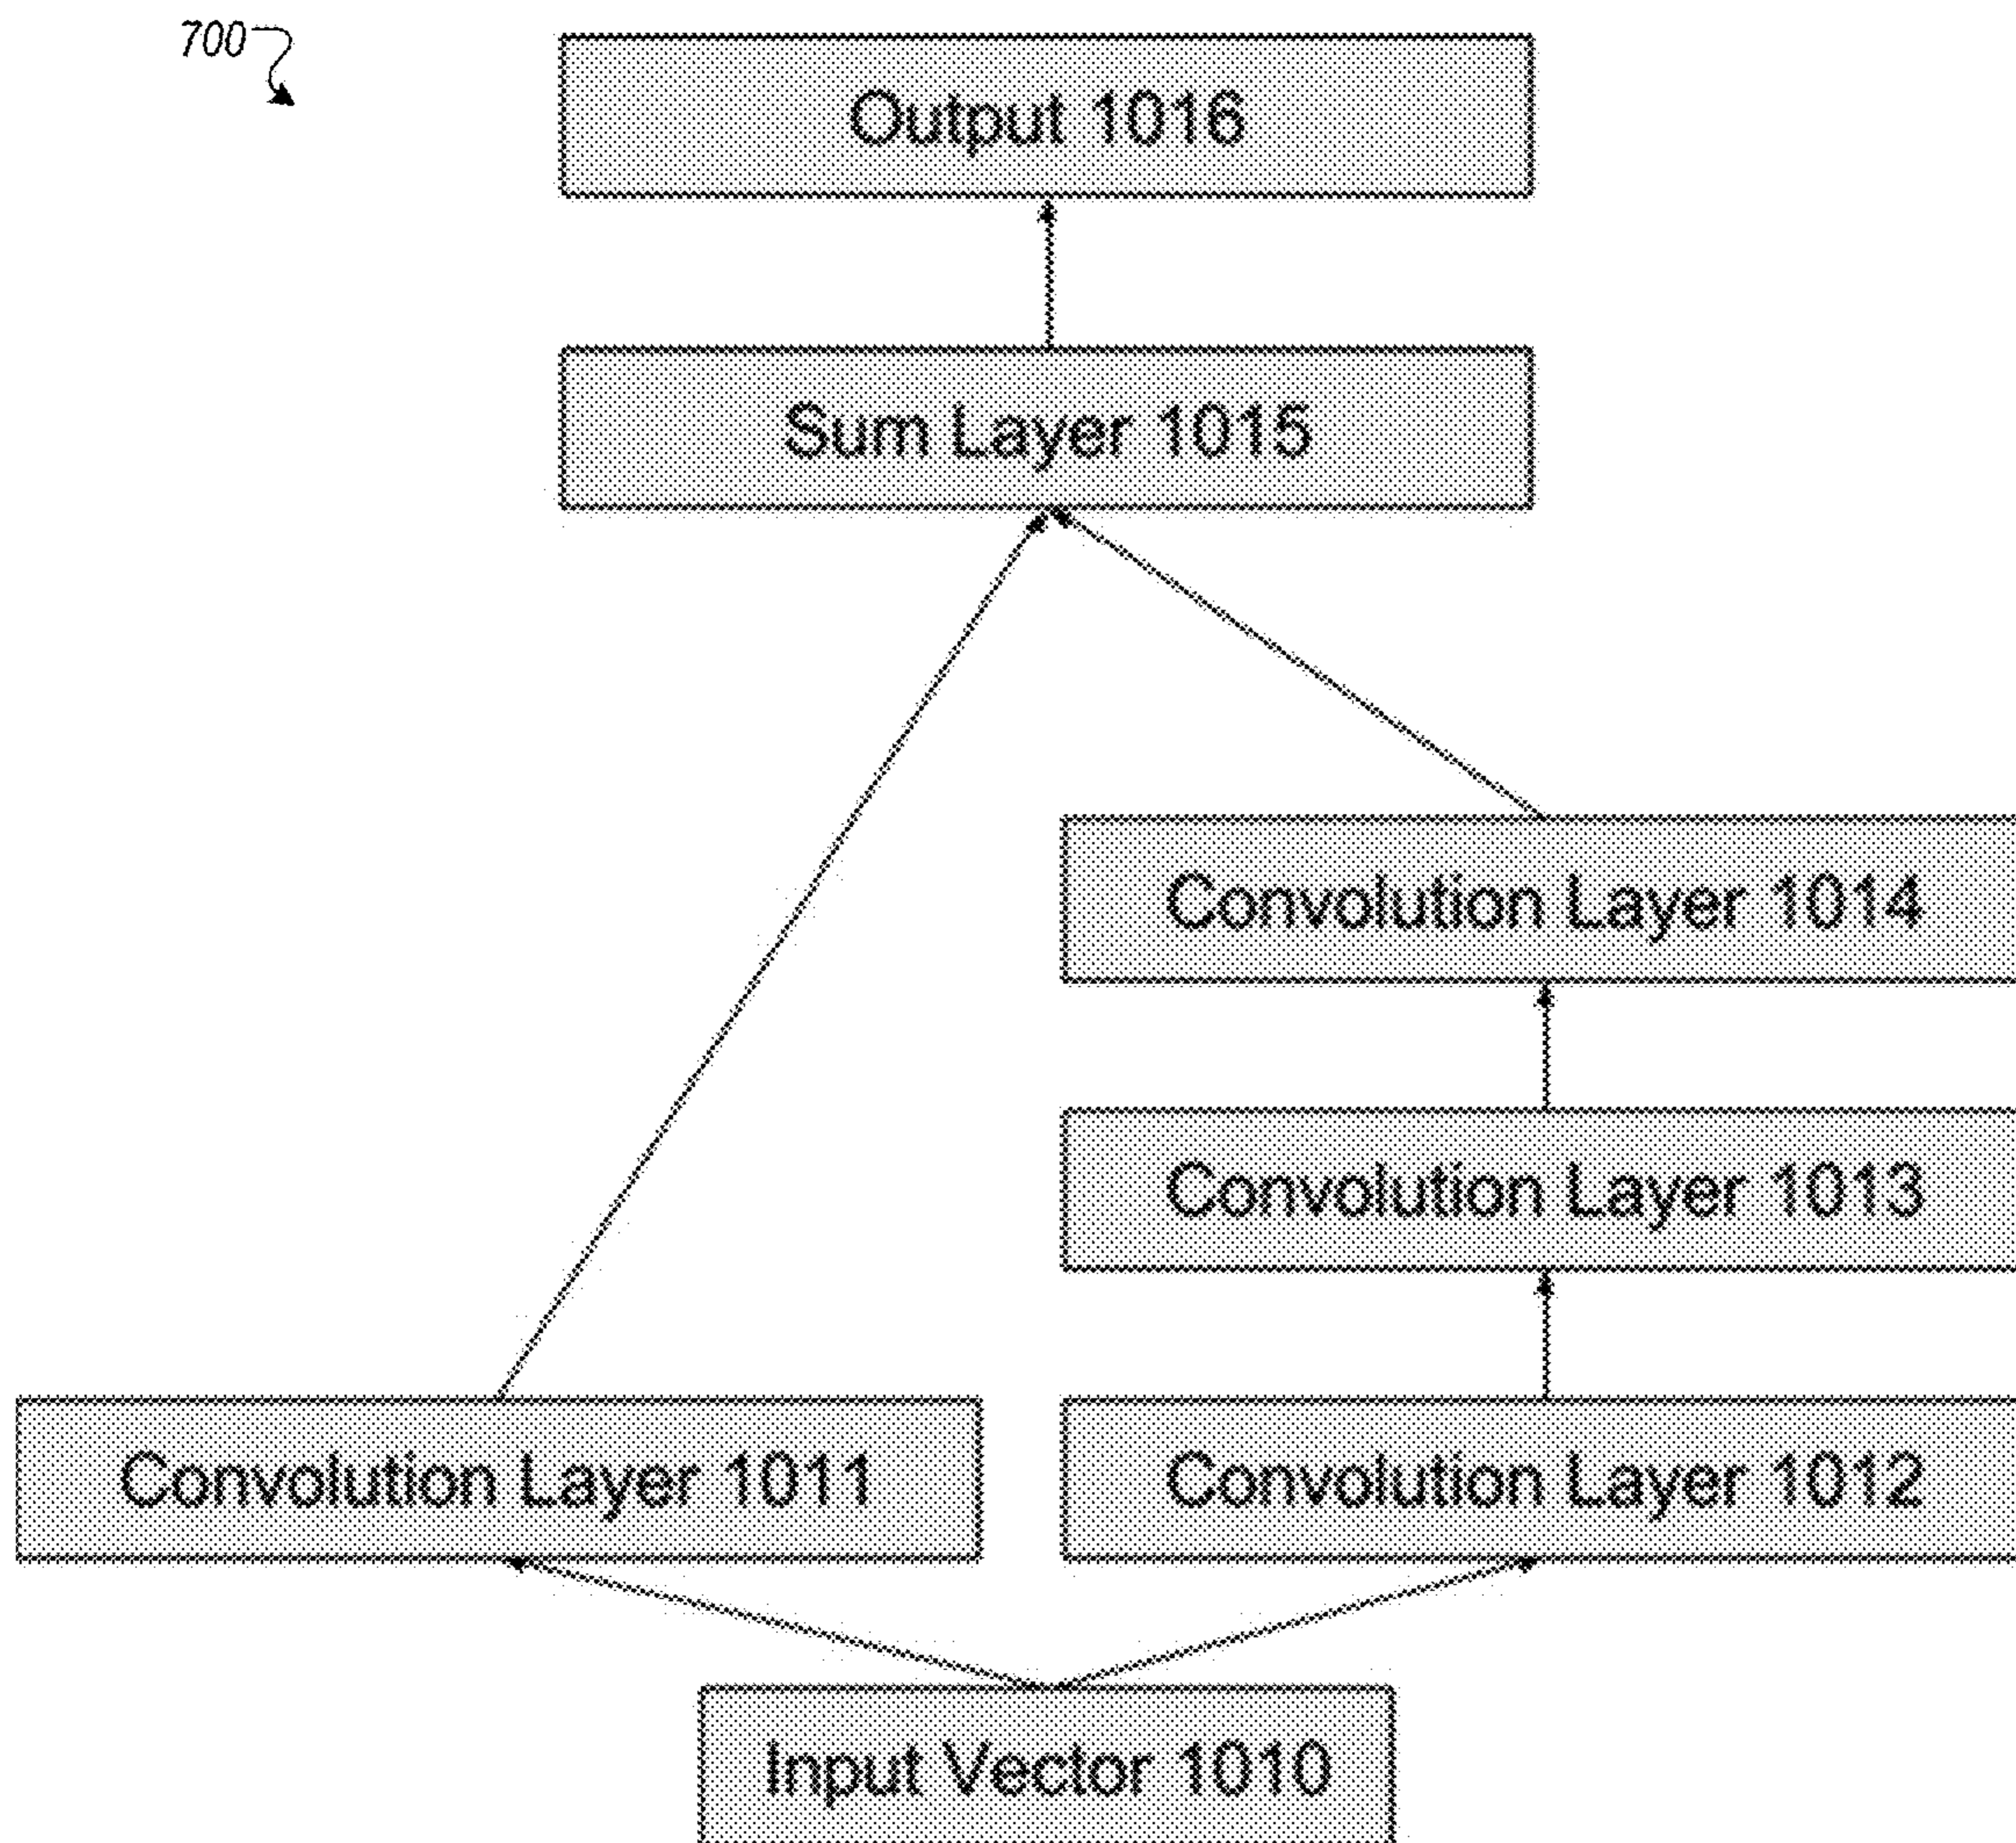 700
Output 1016
Sum Layer 1015
Convolution Layer 1014
Convolution Layer 1013
Convolution Layer 1011
Convolution Layer 1012
Input Vector 1010